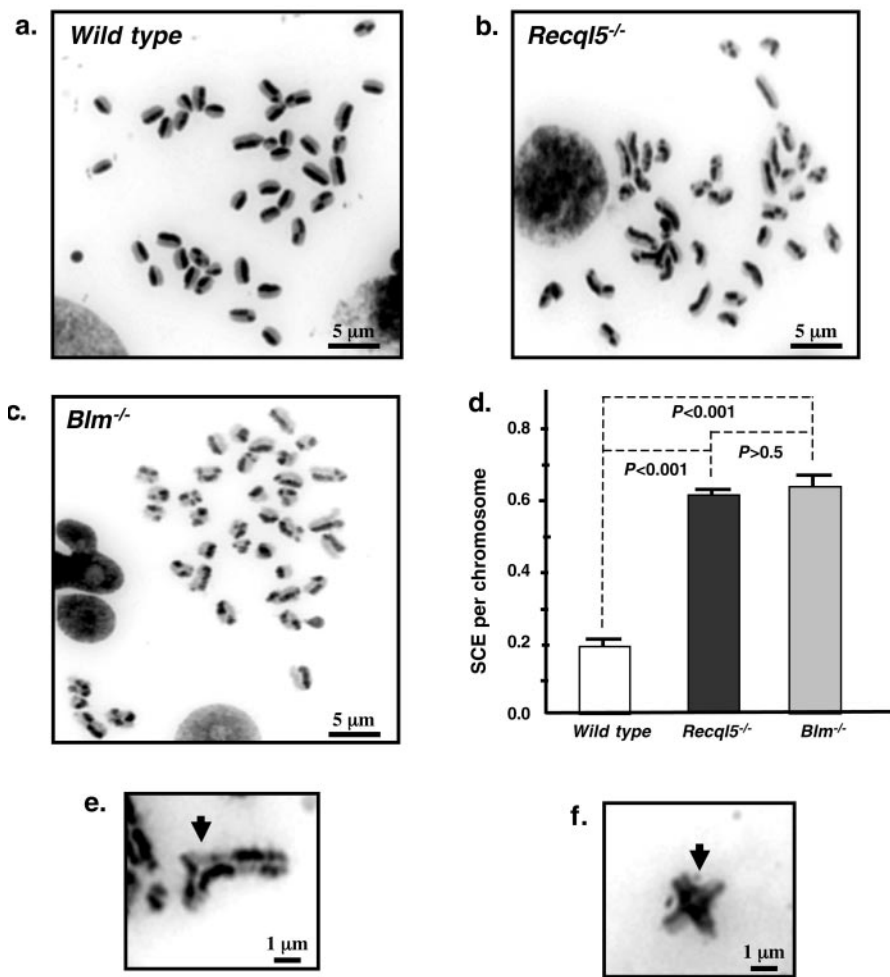 a.
Wild type
5 μm
b.
Recql5-/-
5 μm
c.
Blm-/-
5 μm
d.
SCE per chromosome
0.8
0.6
0.4
0.2
0.0
P<0.001
P<0.001
P>0.5
Wild type
Recql5-/-
Blm-/-
e.
1 μm
f.
1 μm